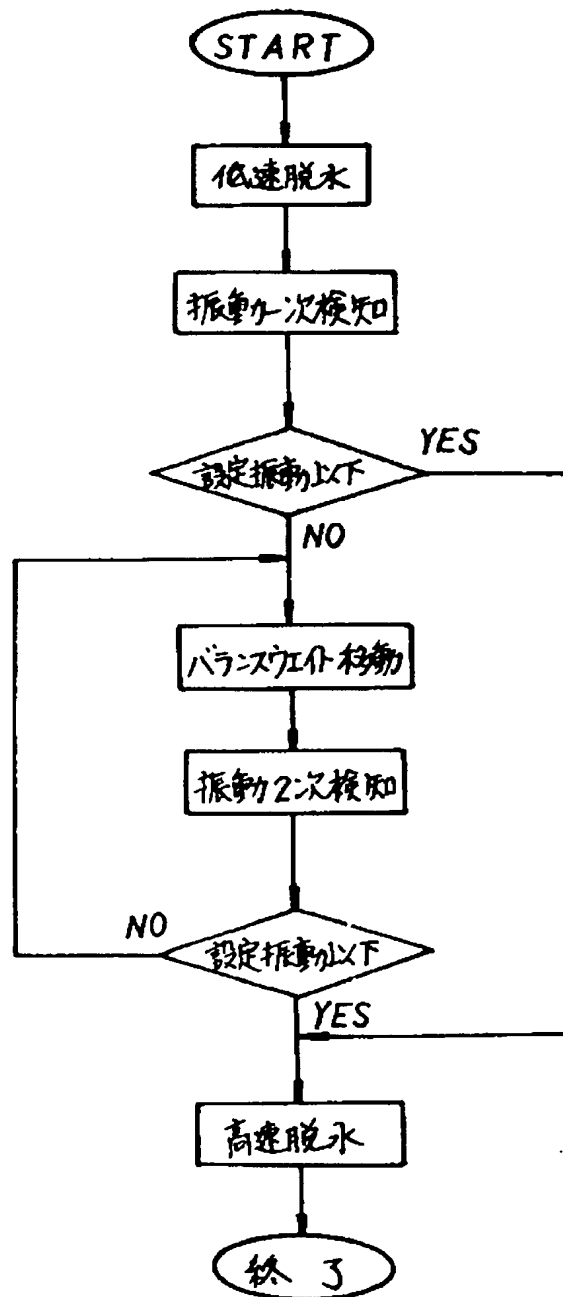 START
低速脱水
振動一次検知
設定振動以下
YES
NO
バランスウエイト移動
振動2次検知
NO
設定振動以下
YES
高速脱水
終了